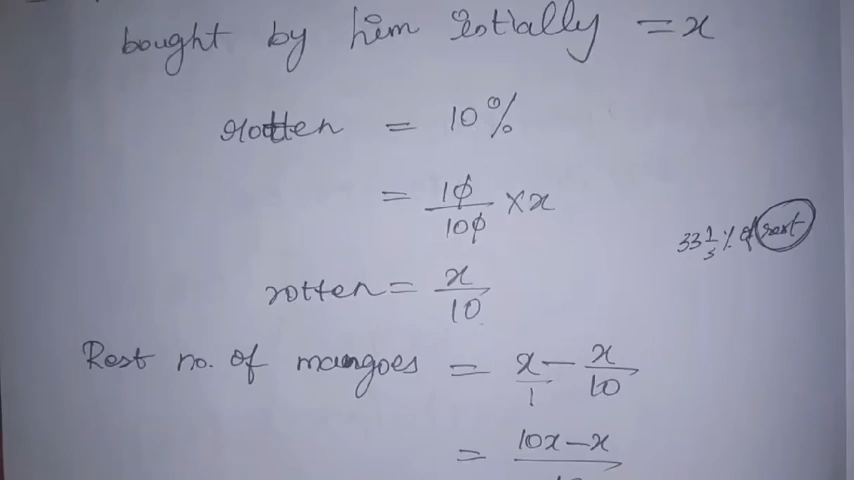 bought by him initially = x
rotten = 10%
= 10/100 × x
33 1/3 % of rest
rotten = x/10
Rest no. of mangoes = x/1 − x/10
= 10x − x